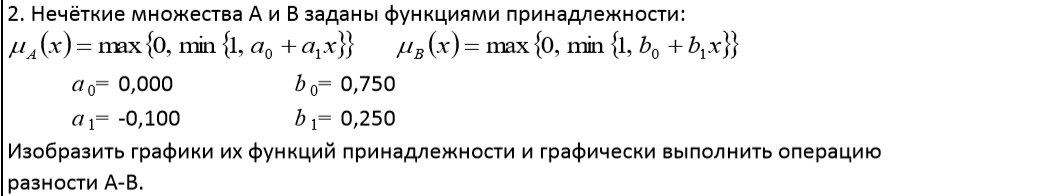 2. Нечёткие множества A и B заданы функциями принадлежности:
μ_A(x) = max{0, min{1, a₀ + a₁x}} μ_B(x) = max{0, min{1, b₀ + b₁x}}
a₀= 0,000 b₀= 0,750
a₁= -0,100 b₁= 0,250
Изобразить графики их функций принадлежности и графически выполнить операцию
разности A-B.